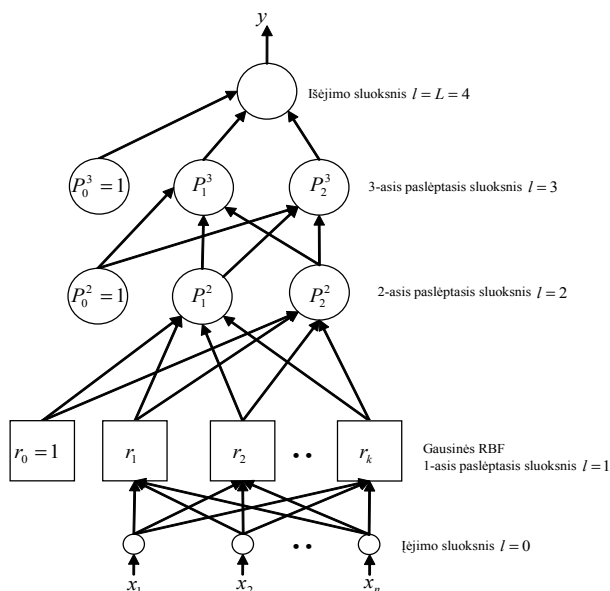 y
Išėjimo sluoksnis l = L = 4
P_0^3 = 1 P_1^3 P_2^3 3-asis paslėptasis sluoksnis l = 3
P_0^2 = 1 P_1^2 P_2^2 2-asis paslėptasis sluoksnis l = 2
r_0 = 1 r_1 r_2 •• r_k Gausinės RBF
1-asis paslėptasis sluoksnis l = 1
•• Įėjimo sluoksnis l = 0
x_1 x_2 x_n